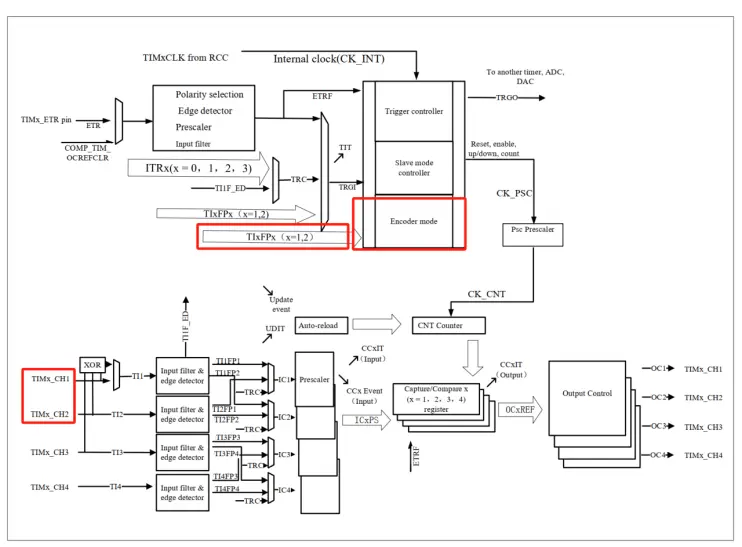 TIMxCLK from RCC
Internal clock(CK_INT)
To another timer, ADC,
DAC
TRGO
Polarity selection
Edge detector
Prescaler
Input filter
ETRF
TIMx_ETR pin
ETR
COMP_TIM_
OCREFCLR
Trigger controller
TIT
Slave mode
controller
Reset, enable,
up/down, count
ITRx(x = 0，1，2，3)
TI1F_ED
TRC
TRGI
CK_PSC
TIxFPx（x=1,2）
TIxFPx（x=1,2）
Encoder mode
Psc Prescaler
CK_CNT
Update
event
UDIT
Auto-reload
CNT Counter
TI1F_ED
CCxIT
（Input）
CCxIT
（Output）
XOR
TIMx_CH1
TI1
Input filter &
edge detector
TI1FP1
TI1FP2
TRC
IC1
Prescaler
CCx Event
（Input）
Capture/Compare x
(x = 1，2，3，4)
register
Output Control
OC1
TIMx_CH1
TIMx_CH2
TI2
Input filter &
edge detector
TI2FP1
TI2FP2
TRC
IC2
ICxPS
OCxREF
OC2
TIMx_CH2
TIMx_CH3
TI3
Input filter &
edge detector
TI3FP3
TI3FP4
TRC
IC3
ETRF
OC3
TIMx_CH3
TIMx_CH4
TI4
Input filter &
edge detector
TI4FP3
TI4FP4
TRC
IC4
OC4
TIMx_CH4